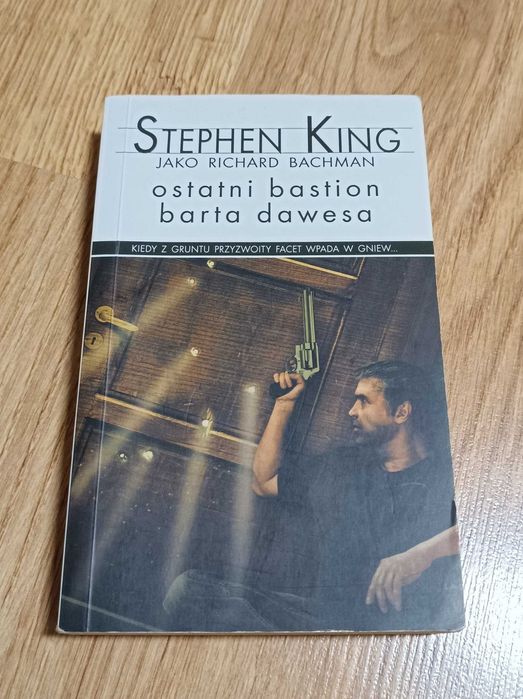 STEPHEN KING
JAKO RICHARD BACHMAN
ostatni bastion
barta dawesa
KIEDY Z GRUNTU PRZYZWOITY FACET WPADA W GNIEW...